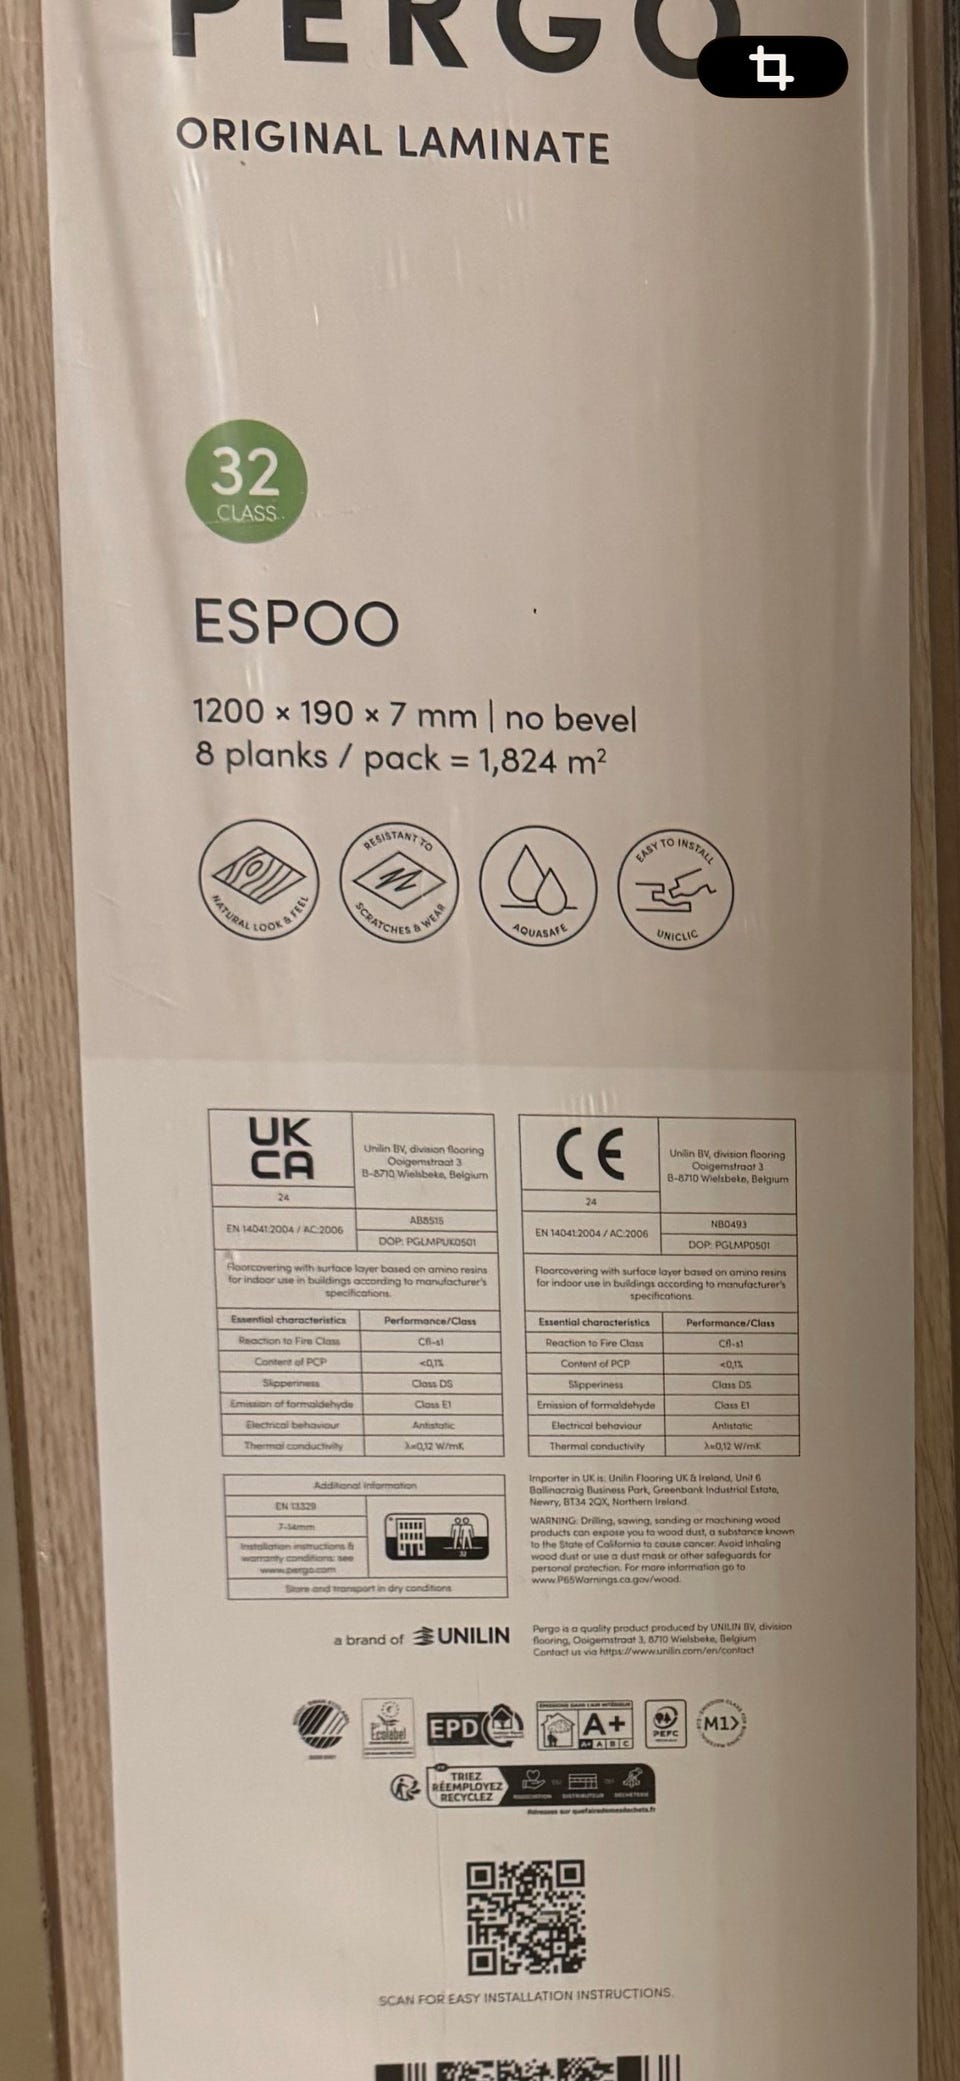 PERGO
ORIGINAL LAMINATE
32
CLASS
ESPOO
1200 × 190 × 7 mm | no bevel
8 planks / pack = 1,824 m²
NATURAL LOOK & FEEL
RESISTANT TO
SCRATCHES & WEAR
AQUASAFE
EASY TO INSTALL
UNICLIC
UK
CA
Unilin BV, division flooring
Ooigemstraat 3
B-8710 Wielsbeke, Belgium
24
EN 14041:2004 / AC:2006
AB8515
DOP: PGLMPUK0501
Floorcovering with surface layer based on amino resins
for indoor use in buildings according to manufacturer's
specifications.
Essential characteristics Performance/Class
Reaction to Fire Class Cfl-s1
Content of PCP <0,1%
Slipperiness Class DS
Emission of formaldehyde Class E1
Electrical behaviour Antistatic
Thermal conductivity λ=0,12 W/mK
CE
Unilin BV, division flooring
Ooigemstraat 3
B-8710 Wielsbeke, Belgium
24
EN 14041:2004 / AC:2006
NB0493
DOP: PGLMP0501
Floorcovering with surface layer based on amino resins
for indoor use in buildings according to manufacturer's
specifications.
Essential characteristics Performance/Class
Reaction to Fire Class Cfl-s1
Content of PCP <0,1%
Slipperiness Class DS
Emission of formaldehyde Class E1
Electrical behaviour Antistatic
Thermal conductivity λ=0,12 W/mK
Additional information
EN 13329
7-14mm
Installation instructions &
warranty conditions: see
www.pergo.com
32
Store and transport in dry conditions
Importer in UK is: Unilin Flooring UK & Ireland, Unit 6
Ballinacraig Business Park, Greenbank Industrial Estate,
Newry, BT34 2QX, Northern Ireland.
WARNING: Drilling, sawing, sanding or machining wood
products can expose you to wood dust, a substance known
to the State of California to cause cancer. Avoid inhaling
wood dust or use a dust mask or other safeguards for
personal protection. For more information go to
www.P65Warnings.ca.gov/wood.
a brand of UNILIN
Pergo is a quality product produced by UNILIN BV, division
flooring, Ooigemstraat 3, 8710 Wielsbeke, Belgium
Contact us via https://www.unilin.com/en/contact
Ecolabel
EPD
ÉMISSIONS DANS L'AIR INTÉRIEUR
A+
A+ A B C
PEFC
M1
FR
TRIEZ
RÉEMPLOYEZ
RECYCLEZ
ASSOCIATION
DISTRIBUTEUR
DÉCHÈTERIE
Adresses sur quefairedemesdechets.fr
SCAN FOR EASY INSTALLATION INSTRUCTIONS.